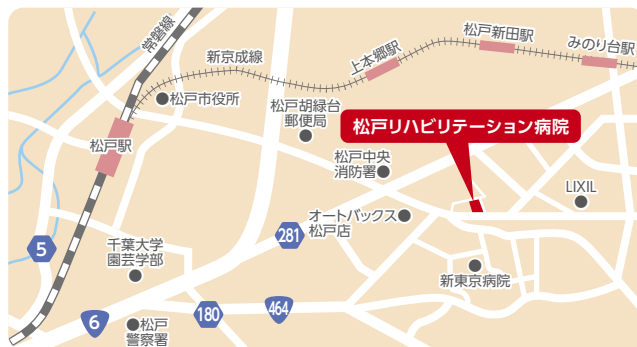 常磐線
新京成線
上本郷駅
松戸新田駅
みのり台駅
松戸市役所
松戸胡緑台
郵便局
松戸リハビリテーション病院
松戸駅
松戸中央
消防署
LIXIL
オートバックス
松戸店
5
281
千葉大学
園芸学部
新東京病院
6
180
464
松戸
警察署